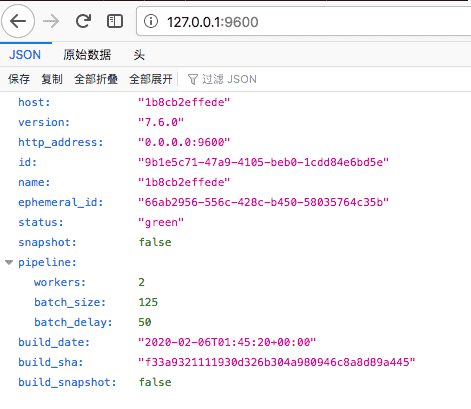 127.0.0.1:9600
JSON 原始数据 头
保存 复制 全部折叠 全部展开 过滤 JSON
host: "1b8cb2effede"
version: "7.6.0"
http_address: "0.0.0.0:9600"
id: "9b1e5c71-47a9-4105-beb0-1cdd84e6bd5e"
name: "1b8cb2effede"
ephemeral_id: "66ab2956-556c-428c-b450-58035764c35b"
status: "green"
snapshot: false
pipeline:
workers: 2
batch_size: 125
batch_delay: 50
build_date: "2020-02-06T01:45:20+00:00"
build_sha: "f33a9321111930d326b304a980946c8a8d89a445"
build_snapshot: false